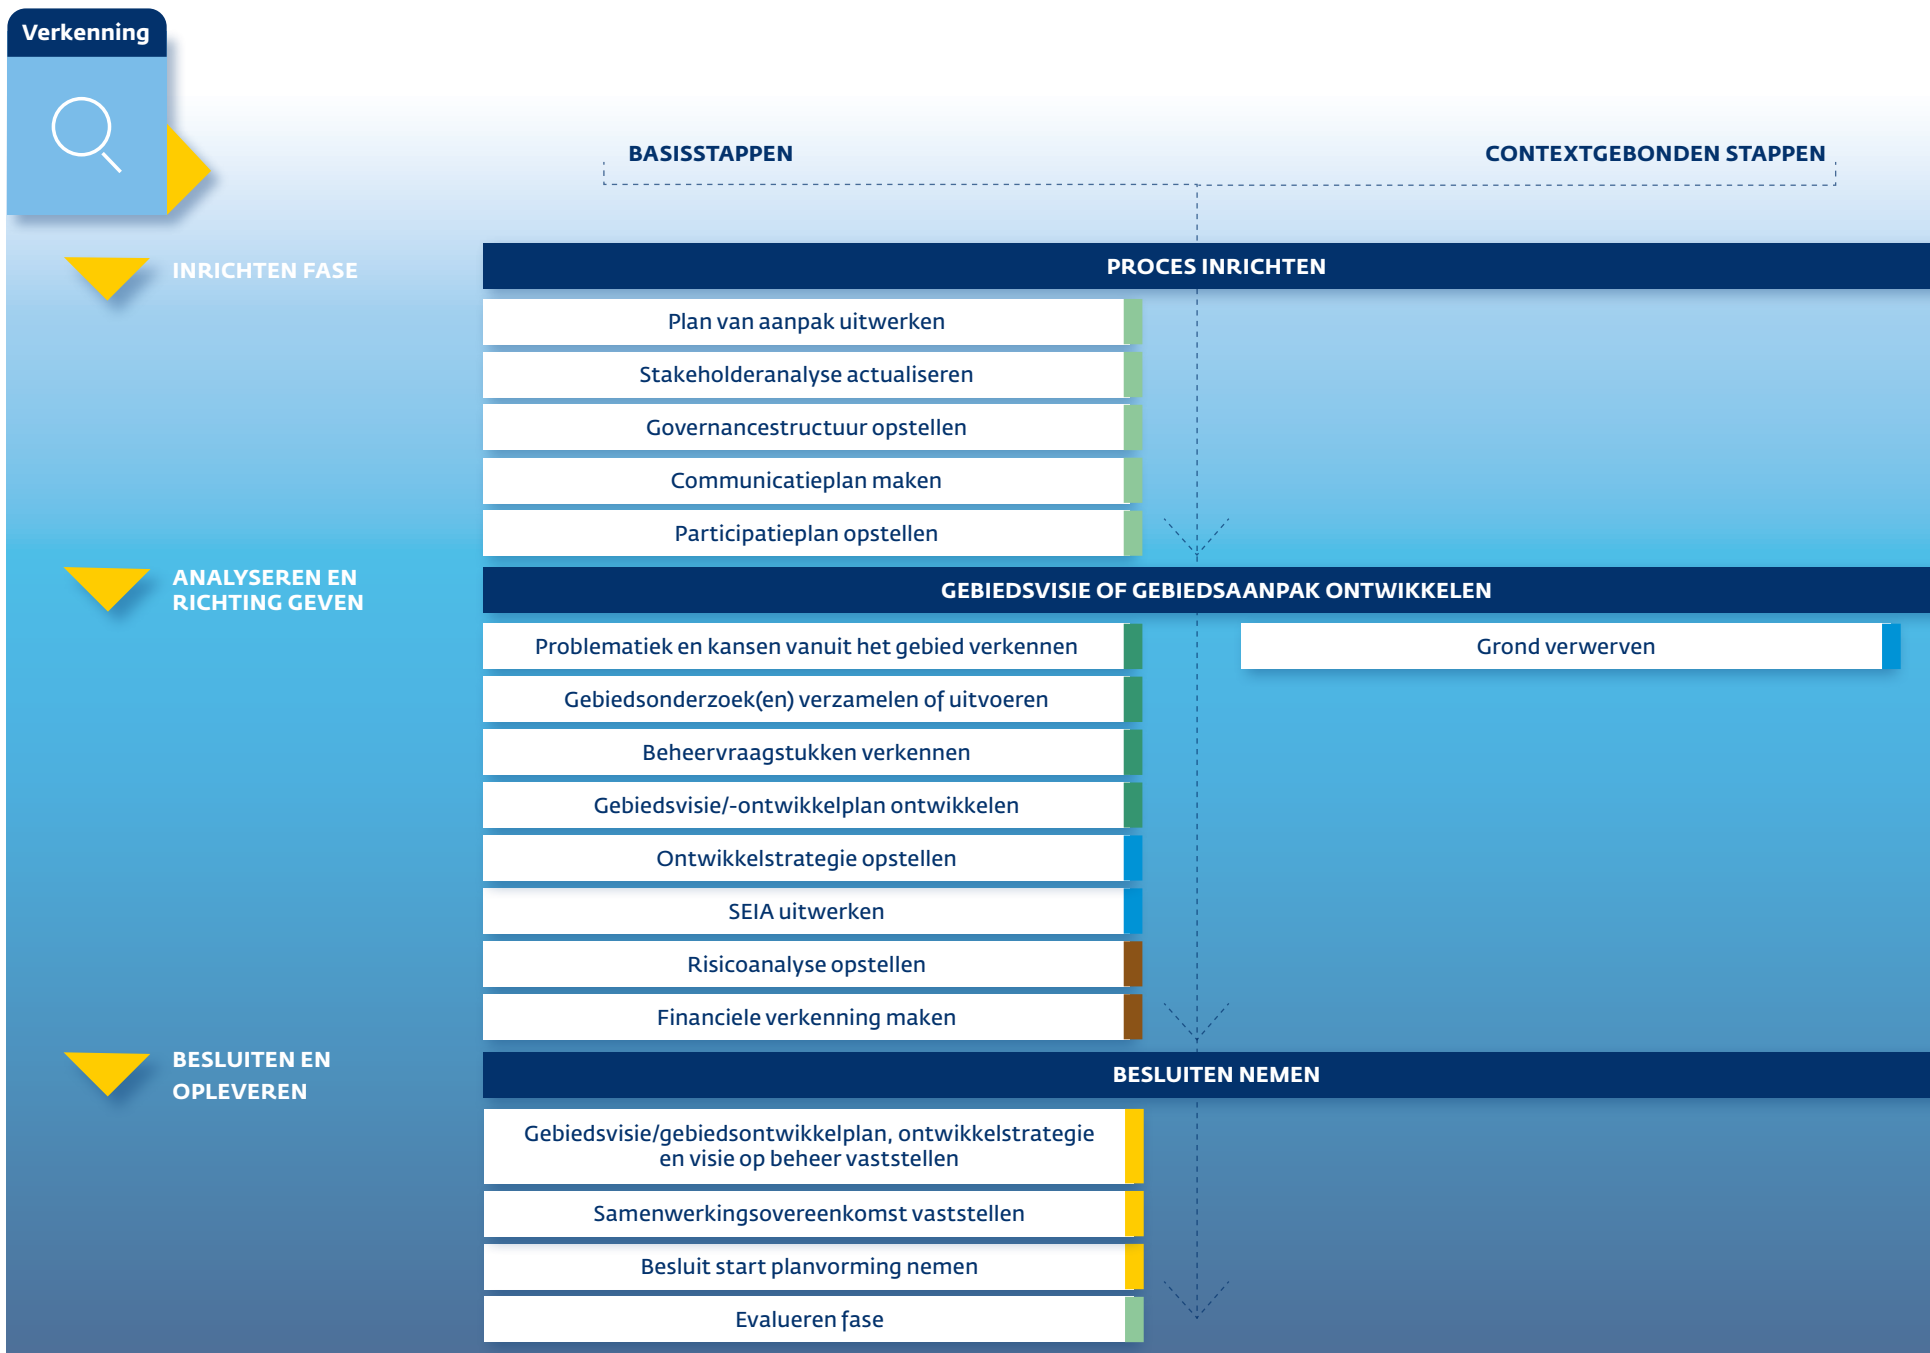 Verkenning
BASISSTAPPEN
CONTEXTGEBONDEN STAPPEN
INRICHTEN FASE
PROCES INRICHTEN
Plan van aanpak uitwerken
Stakeholderanalyse actualiseren
Governancestructuur opstellen
Communicatieplan maken
Participatieplan opstellen
ANALYSEREN EN
RICHTING GEVEN
GEBIEDSVISIE OF GEBIEDSAANPAK ONTWIKKELEN
Problematiek en kansen vanuit het gebied verkennen
Grond verwerven
Gebiedsonderzoek(en) verzamelen of uitvoeren
Beheervraagstukken verkennen
Gebiedsvisie/-ontwikkelplan ontwikkelen
Ontwikkelstrategie opstellen
SEIA uitwerken
Risicoanalyse opstellen
Financiele verkenning maken
BESLUITEN EN
OPLEVEREN
BESLUITEN NEMEN
Gebiedsvisie/gebiedsontwikkelplan, ontwikkelstrategie
en visie op beheer vaststellen
Samenwerkingsovereenkomst vaststellen
Besluit start planvorming nemen
Evalueren fase